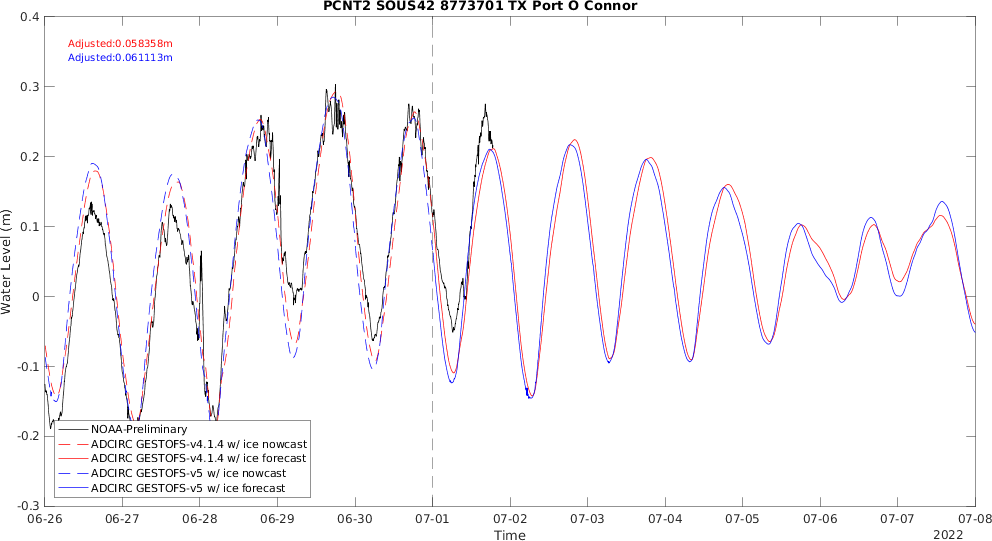 PCNT2 SOUS42 8773701 TX Port O Connor
Adjusted:0.058358m
Adjusted:0.061113m
0.4
0.3
0.2
0.1
0
-0.1
-0.2
-0.3
Water Level (m)
NOAA-Preliminary
ADCIRC GESTOFS-v4.1.4 w/ ice nowcast
ADCIRC GESTOFS-v4.1.4 w/ ice forecast
ADCIRC GESTOFS-v5 w/ ice nowcast
ADCIRC GESTOFS-v5 w/ ice forecast
06-26 06-27 06-28 06-29 06-30 07-01 07-02 07-03 07-04 07-05 07-06 07-07 07-08
Time
2022